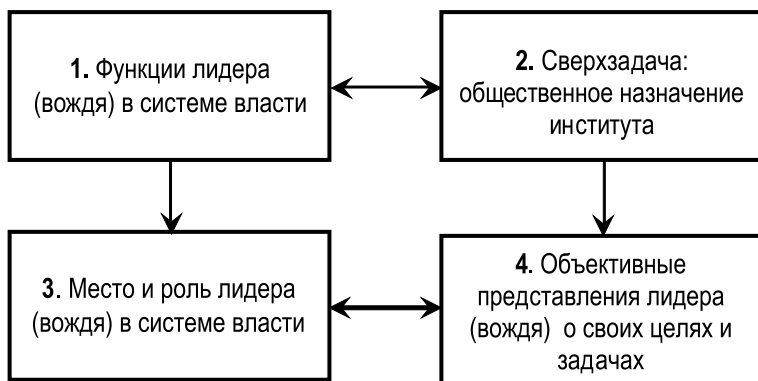 1. Функции лидера
(вождя) в системе власти
2. Сверхзадача:
общественное назначение
института
3. Место и роль лидера
(вождя) в системе власти
4. Объективные
представления лидера
(вождя) о своих целях и
задачах